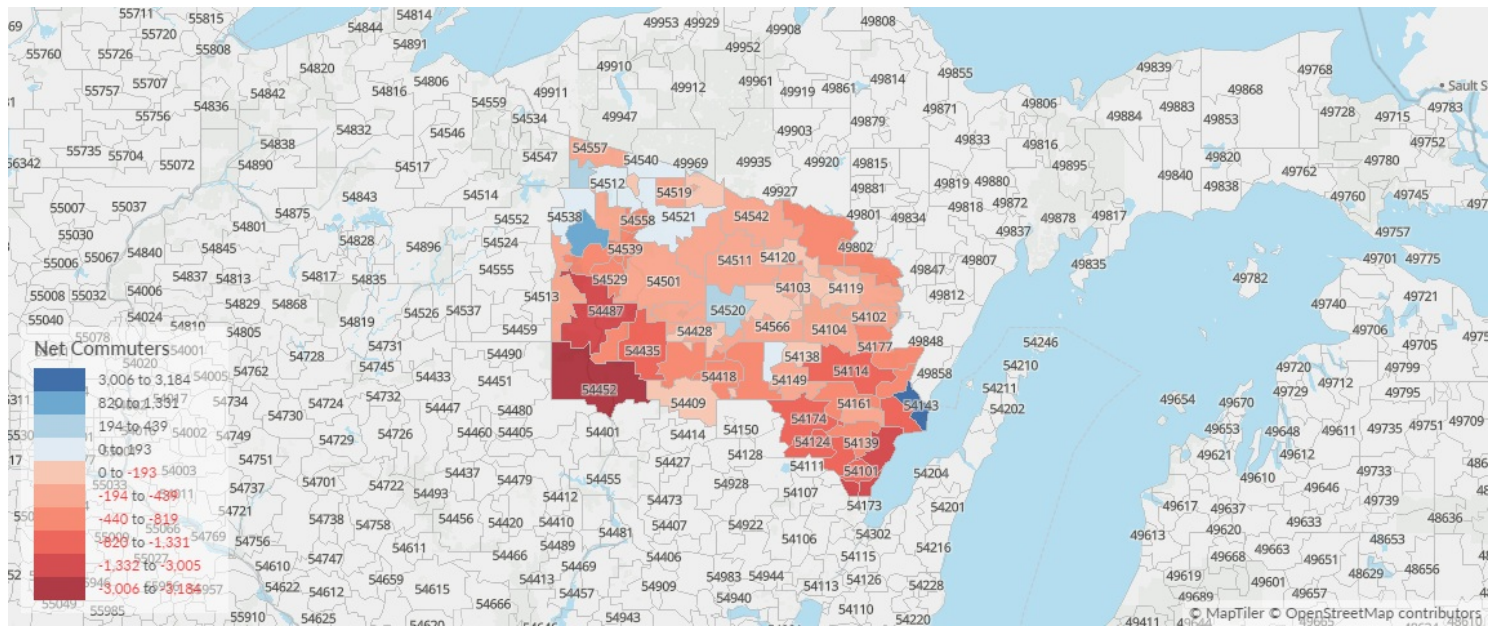 55711 55815 54814 49953 49929 49908 49808
55720 54844
55760 55726 55808 54891 49952 49839 49768
54820 49910 49961 49814 49855 49868
55757 55707 54842 54816 54806 49912 49919 49861 Sault S
54836 54559 49911 49871 49806 49884 49883 49853 49728 49715 49783
55756 54534 49947 49879
54832 54546 49903 49833 49816 49752
55735 55704 54838 54547 54557 54540 49969 49935 49920 49815 49820 49780
56342 55072 54890 54517 49895 49840 49762
54843 54514 54512 54519 49927 49881 49819 49880 49838 49760 49745
55007 55037 54875 54552 54538 54558 54521 54542 49801 49834 49818 49872 49878 49817
55030 54801 54828 54896 54524 54539 49802 49837 49757
55006 55067 54840 54845 54555 54511 54120 49847 49807 49835 49701 49775
54837 54813 54817 54835 54529 54501 54103 54119 49782
55008 55032 54006 54829 54868 54513 54487 54520 49812 49740 49721
55040 54024 54819 54526 54537 54566 54104 54102 49706
55078 54810 54805 54459 54428 54177 49848 54246 49705
Net Commuters
54001 54728 54731 54490 54435 54138 49858 54210 49720 49799
54020 54005 54762 54745 54433 54451 54418 54149 54114 54211 49729 49712
3,006 to 3,184
820 to 1,331
194 to 439
0 to 193
0 to -193
-194 to -439
-440 to -819
-820 to -1,331
-1,332 to -3,005
-3,006 to -3,184
54734 54724 54732 54452 54409 54161 54143 54202 49654 49670 49795
54730 54447 54480 54174 49653 49648 49611 49735 49751 49709
54002 54749 54729 54726 54460 54405 54401 54414 54150 54124 54139
54751 54427 54128 54111 54101 54204 49621 49612
54003 54737 54701 54722 54437 54479 54455 54928 54107 54173 49610 49733
54721 54493 54412 54473 54201 49617 49637 49646 49739
54738 54758 54456 54420 54410 54407 54922 54302 49620 49633 48636
54769 54756 54611 54489 54481 54106 54216 49613 48653
54747 54466 54406 54115 49668 49663 49651
54610 54659 54469 54983 54944 54126 49619 48629 48656
54957 54622 54612 54615 54413 54909 54113 54228 49601
55049 54666 54457 54940 54110 49689 49657
55985 55910 54625 54943 54220 49411
© MapTiler © OpenStreetMap contributors